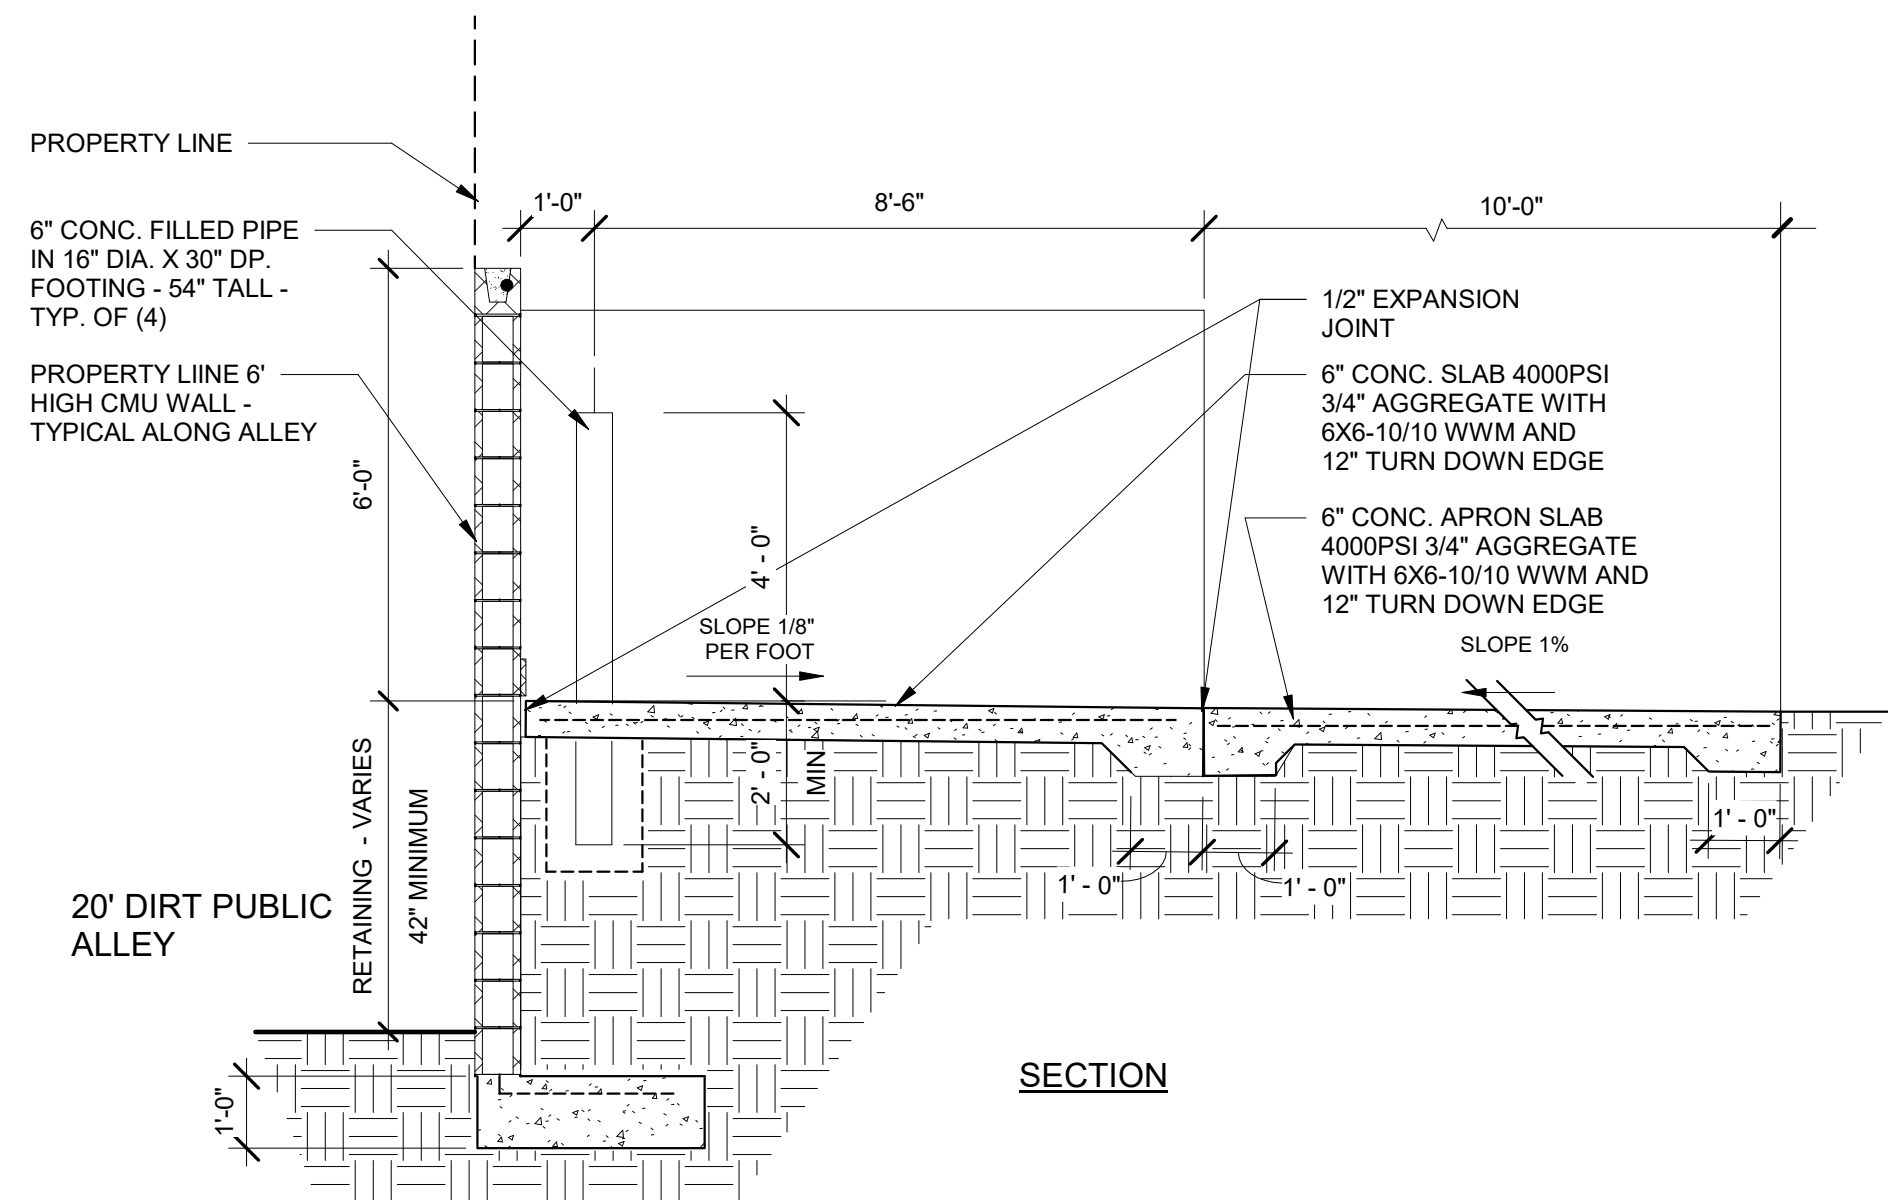 PROPERTY LINE
6" CONC. FILLED PIPE
IN 16" DIA. X 30" DP.
FOOTING - 54" TALL -
TYP. OF (4)
PROPERTY LIINE 6'
HIGH CMU WALL -
TYPICAL ALONG ALLEY
1'-0"
8'-6"
10'-0"
1/2" EXPANSION
JOINT
6" CONC. SLAB 4000PSI
3/4" AGGREGATE WITH
6X6-10/10 WWM AND
12" TURN DOWN EDGE
6" CONC. APRON SLAB
4000PSI 3/4" AGGREGATE
WITH 6X6-10/10 WWM AND
12" TURN DOWN EDGE
SLOPE 1%
6'-0"
4' - 0"
SLOPE 1/8"
PER FOOT
2' - 0"
MIN
RETAINING - VARIES
42" MINIMUM
1' - 0"
1' - 0"
1' - 0"
20' DIRT PUBLIC
ALLEY
1'-0"
SECTION